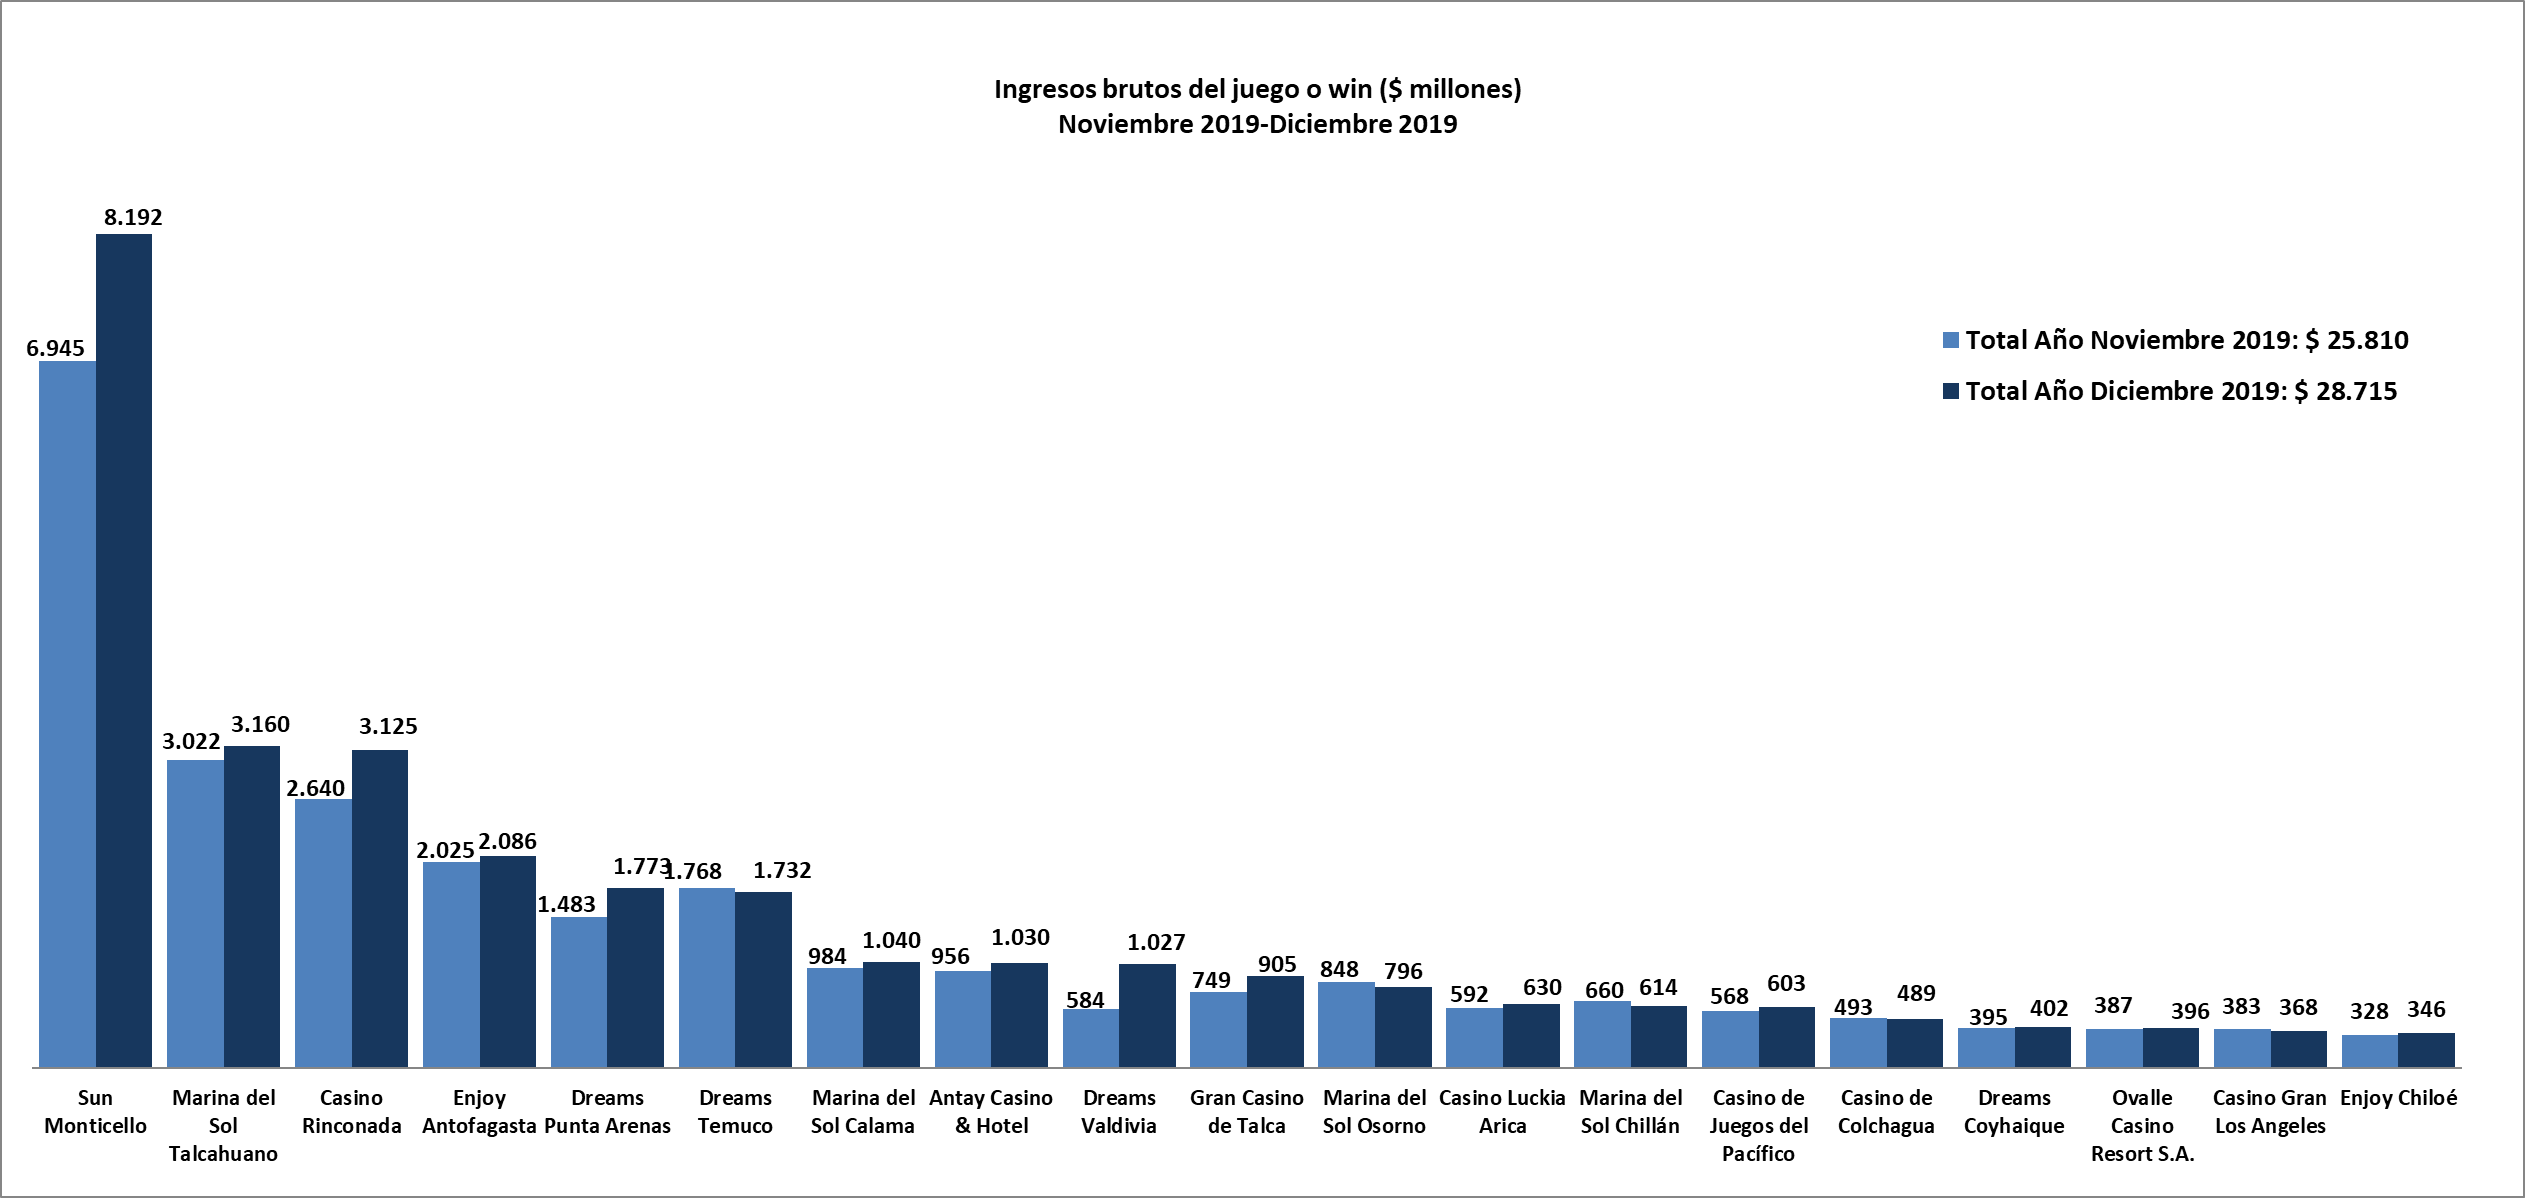 Ingresos brutos del juego o win ($ millones)
Noviembre 2019-Diciembre 2019
Total Año Noviembre 2019: $ 25.810
Total Año Diciembre 2019: $ 28.715
6.945
8.192
3.022
3.160
2.640
3.125
2.025
2.086
1.483
1.773
1.768
1.732
984
1.040
956
1.030
584
1.027
749
905
848
796
592
630
660
614
568
603
493
489
395
402
387
396
383
368
328
346
Sun
Monticello
Marina del
Sol
Talcahuano
Casino
Rinconada
Enjoy
Antofagasta
Dreams
Punta Arenas
Dreams
Temuco
Marina del
Sol Calama
Antay Casino
& Hotel
Dreams
Valdivia
Gran Casino
de Talca
Marina del
Sol Osorno
Casino Luckia
Arica
Marina del
Sol Chillán
Casino de
Juegos del
Pacífico
Casino de
Colchagua
Dreams
Coyhaique
Ovalle
Casino
Resort S.A.
Casino Gran
Los Angeles
Enjoy Chiloé